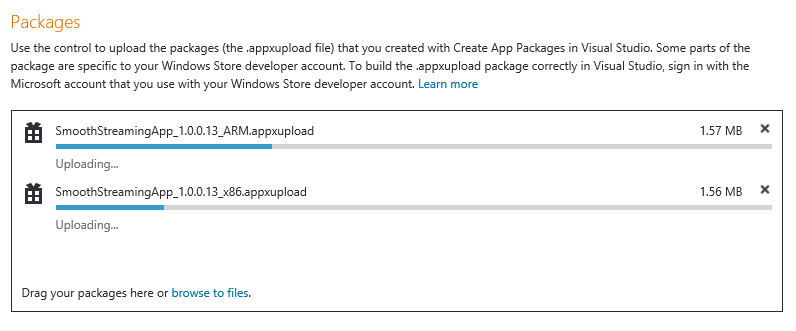 Packages
Use the control to upload the packages (the .appxupload file) that you created with Create App Packages in Visual Studio. Some parts of the
package are specific to your Windows Store developer account. To build the .appxupload package correctly in Visual Studio, sign in with the
Microsoft account that you use with your Windows Store developer account. Learn more
SmoothStreamingApp_1.0.0.13_ARM.appxupload 1.57 MB
Uploading...
SmoothStreamingApp_1.0.0.13_x86.appxupload 1.56 MB
Uploading...
Drag your packages here or browse to files.